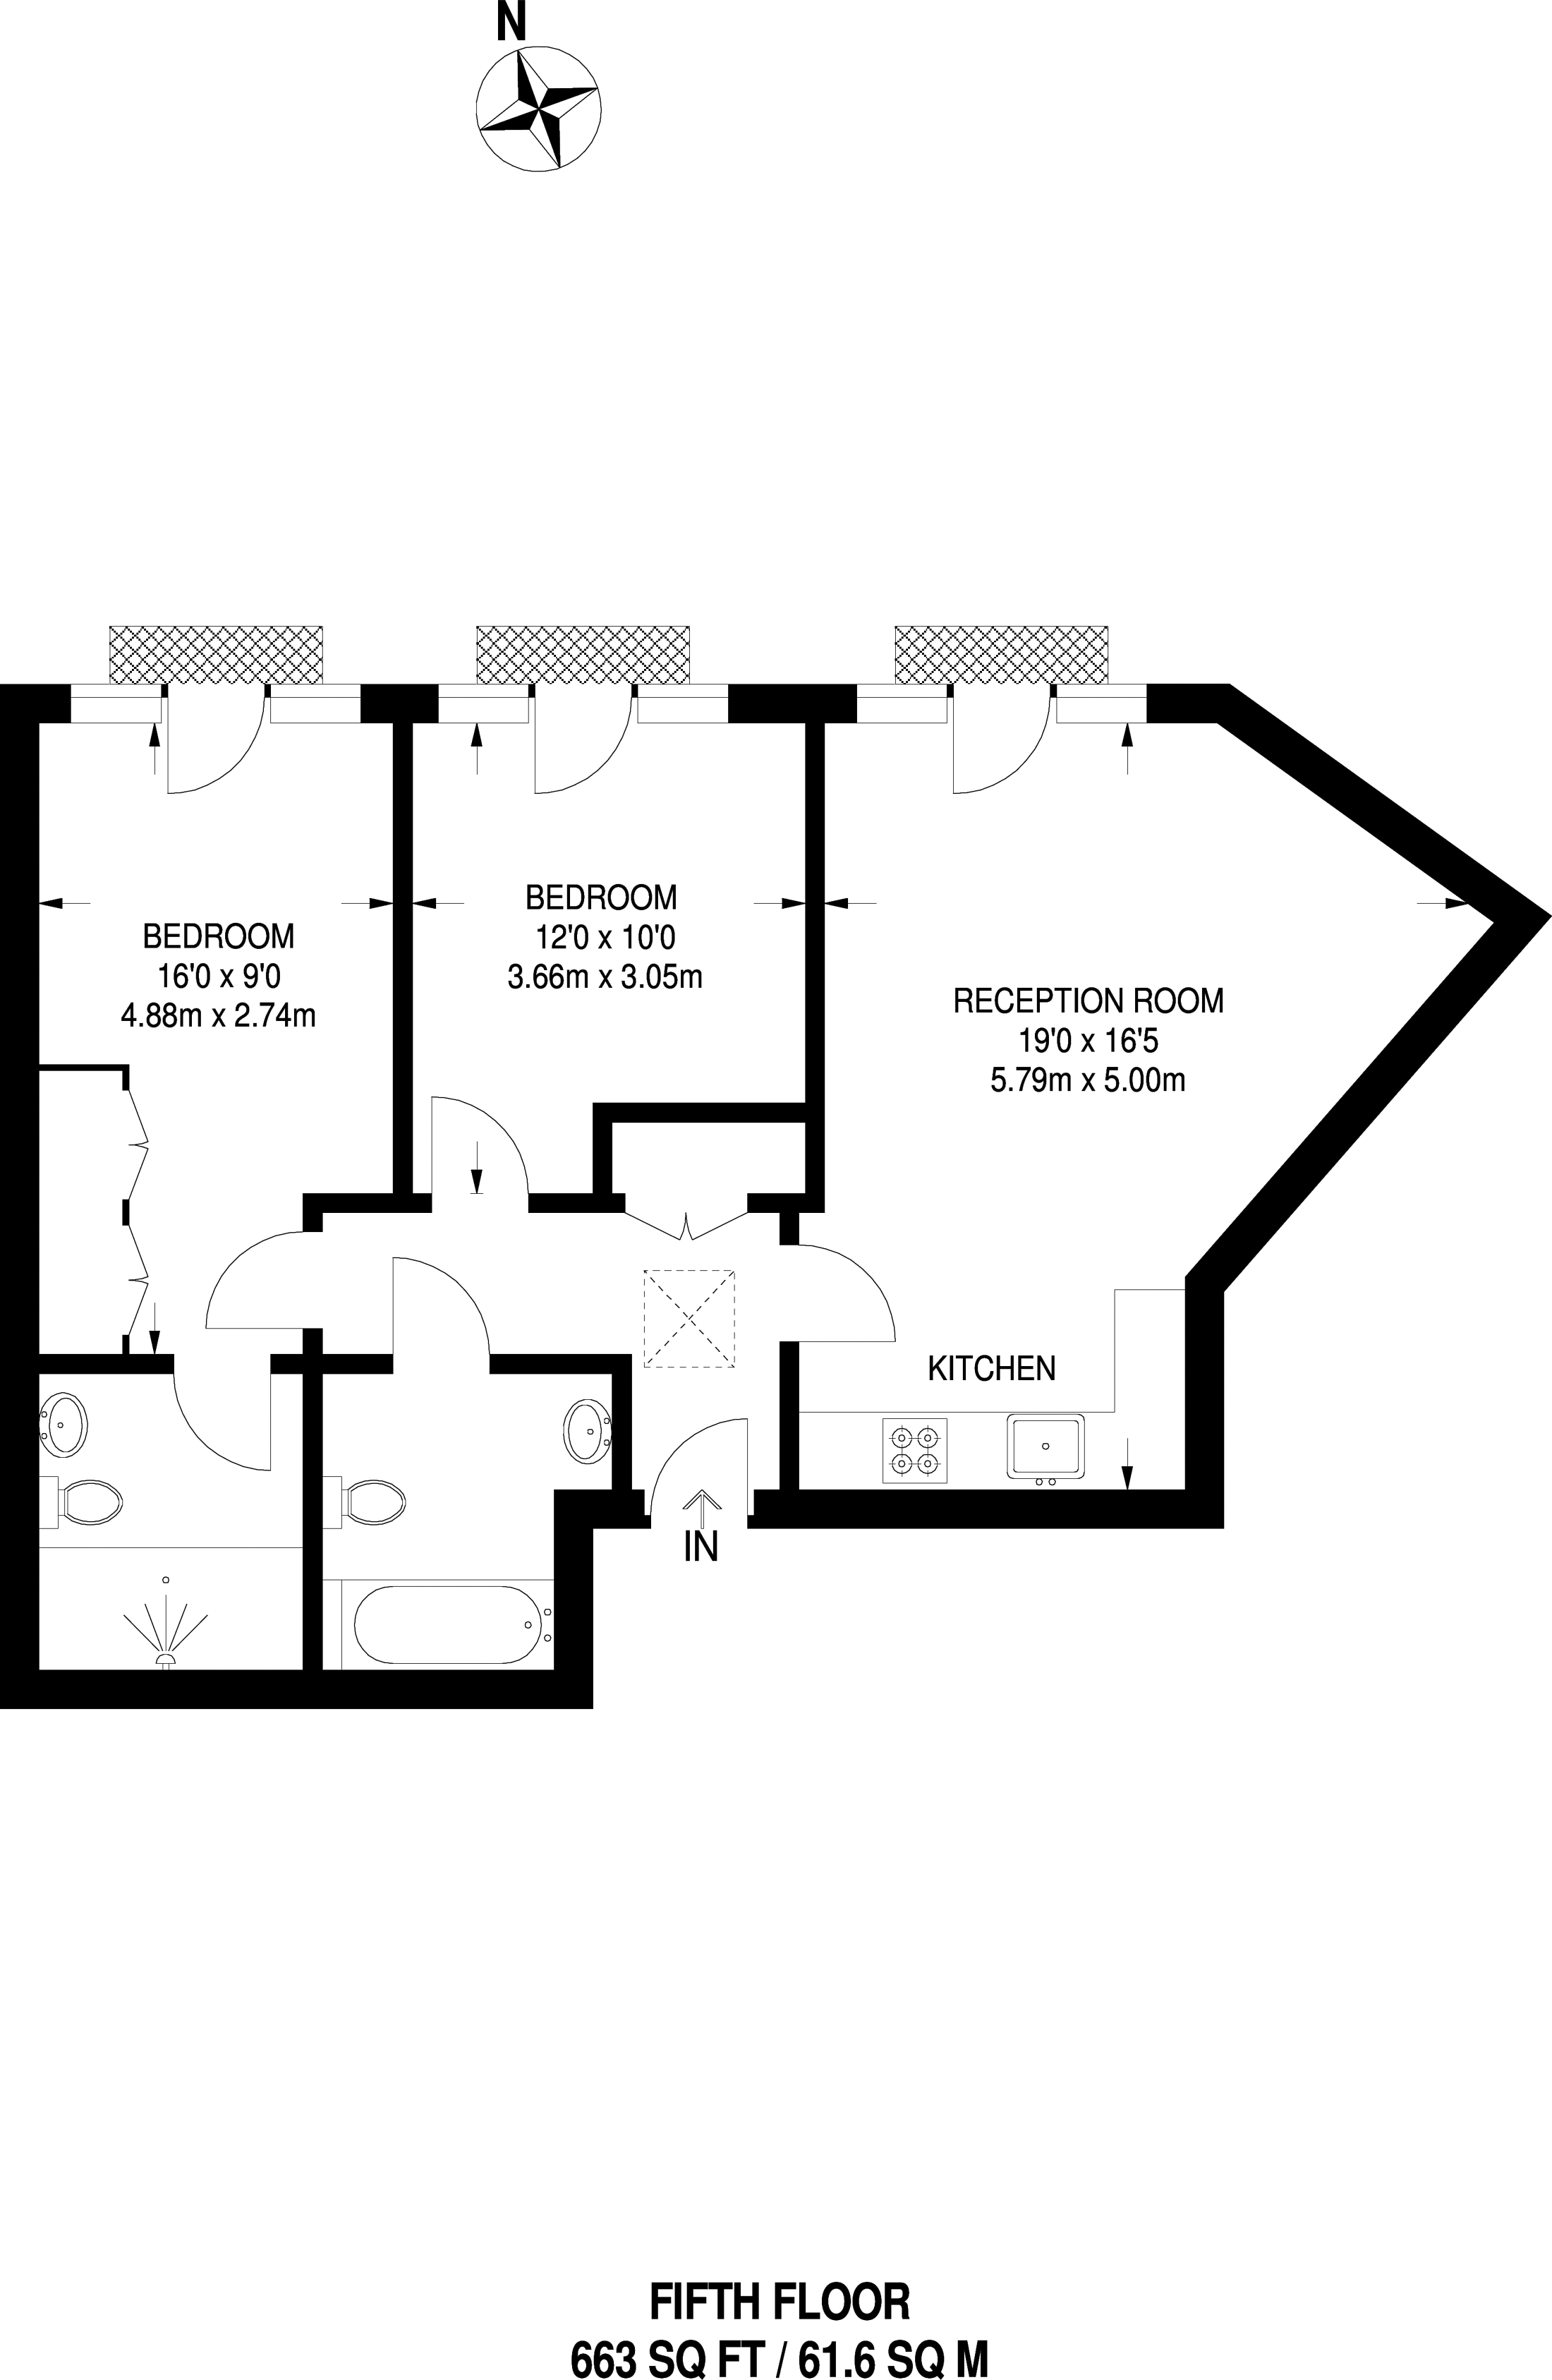 N
BEDROOM
16'0 x 9'0
4.88m x 2.74m
BEDROOM
12'0 x 10'0
3.66m x 3.05m
RECEPTION ROOM
19'0 x 16'5
5.79m x 5.00m
KITCHEN
IN
FIFTH FLOOR
663 SQ FT / 61.6 SQ M